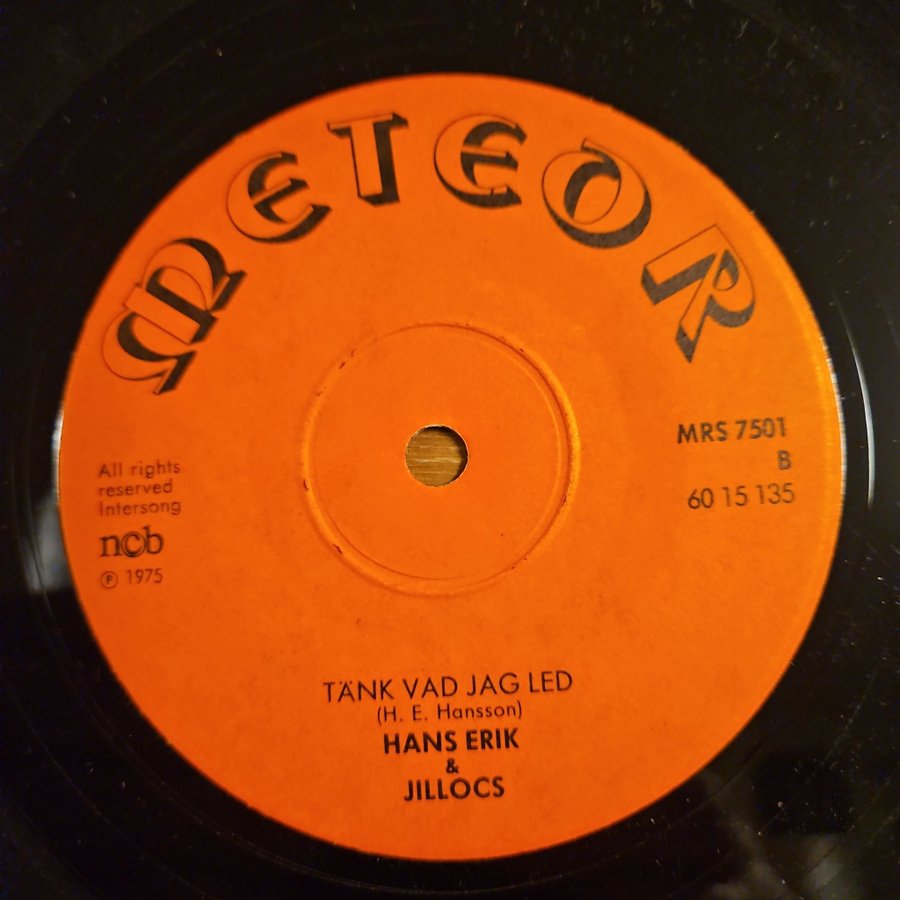 METEOR
MRS 7501
B
60 15 135
All rights
reserved
Intersong
ncb
Ⓟ 1975
TÄNK VAD JAG LED
(H. E. Hansson)
HANS ERIK
&
JILLOCS